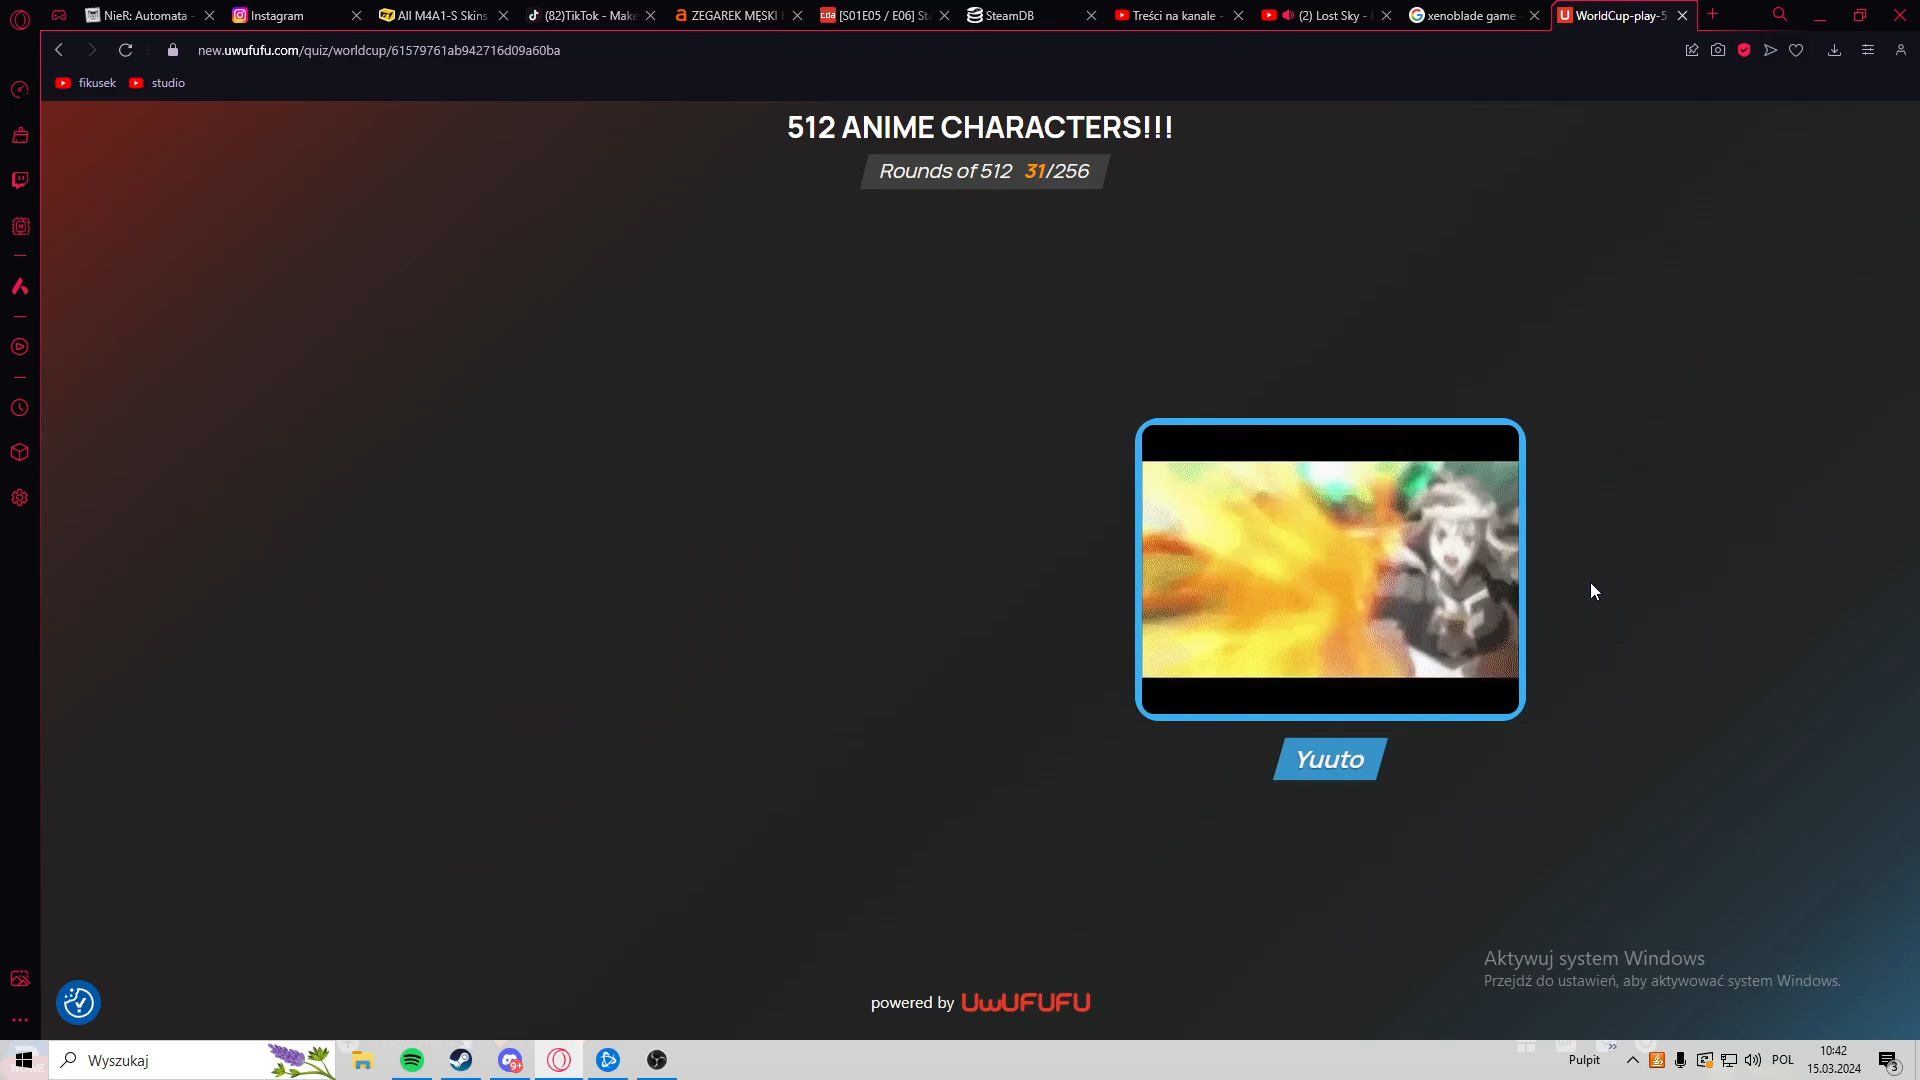 NieR: Automata -
Instagram
All M4A1-S Skins
(82)TikTok - Make
ZEGAREK MĘSKI
cda
[S01E05 / E06] St
SteamDB
Treści na kanale -
(2) Lost Sky -
xenoblade game
WorldCup-play-5
new.uwufufu.com/quiz/worldcup/61579761ab942716d09a60ba
fikusek
studio
512 ANIME CHARACTERS!!!
Rounds of 512 31/256
Yuuto
Aktywuj system Windows
Przejdź do ustawień, aby aktywować system Windows.
powered by UwUFUFU
Wyszukaj
9+
Pulpit
POL
10:42
15.03.2024
3